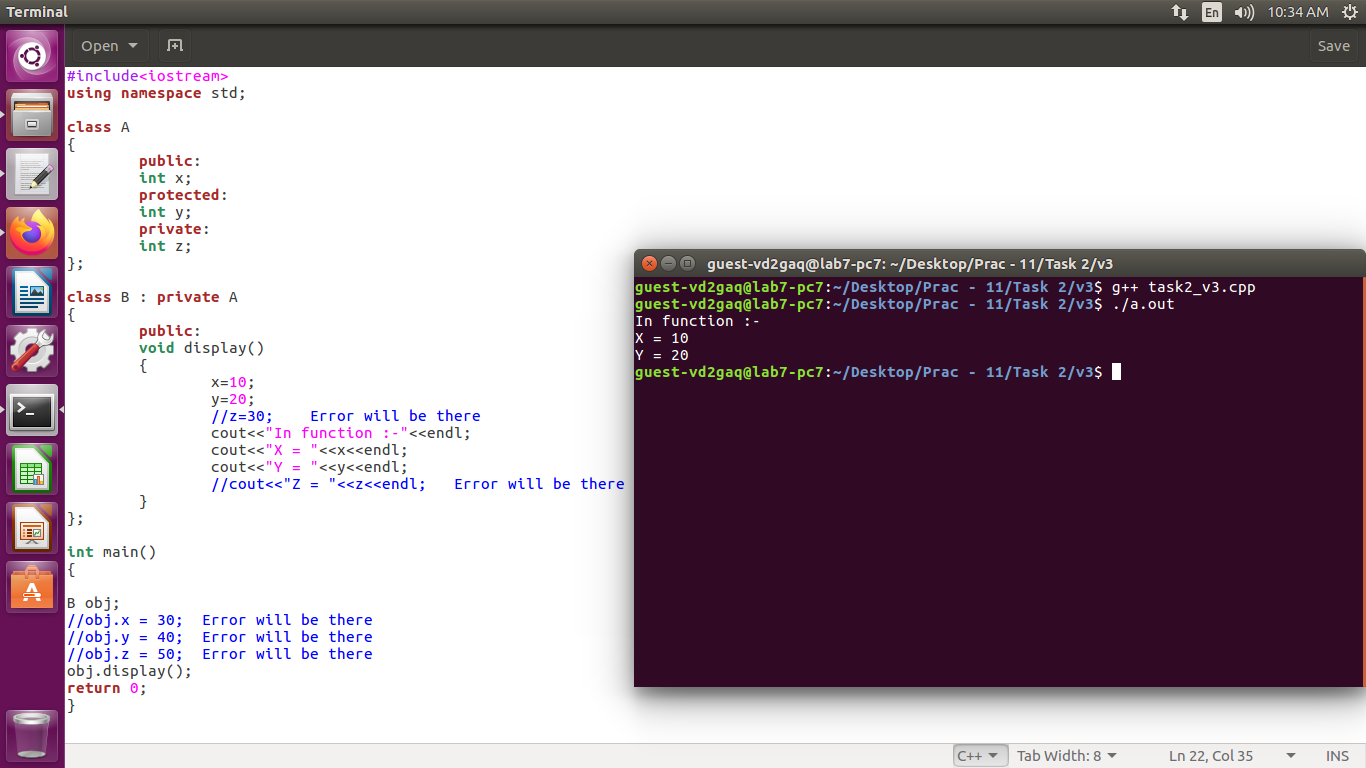 Terminal
En
10:34 AM
Open
Save
#include<iostream>
using namespace std;
class A
{
        public:
        int x;
        protected:
        int y;
        private:
        int z;
};
class B : private A
{
        public:
        void display()
        {
                x=10;
                y=20;
                //z=30;    Error will be there
                cout<<"In function :-"<<endl;
                cout<<"X = "<<x<<endl;
                cout<<"Y = "<<y<<endl;
                //cout<<"Z = "<<z<<endl;   Error will be there
        }
};
int main()
{
B obj;
//obj.x = 30;  Error will be there
//obj.y = 40;  Error will be there
//obj.z = 50;  Error will be there
obj.display();
return 0;
}
guest-vd2gaq@lab7-pc7: ~/Desktop/Prac - 11/Task 2/v3
guest-vd2gaq@lab7-pc7:~/Desktop/Prac - 11/Task 2/v3$ g++ task2_v3.cpp
guest-vd2gaq@lab7-pc7:~/Desktop/Prac - 11/Task 2/v3$ ./a.out
In function :-
X = 10
Y = 20
guest-vd2gaq@lab7-pc7:~/Desktop/Prac - 11/Task 2/v3$
C++
Tab Width: 8
Ln 22, Col 35
INS